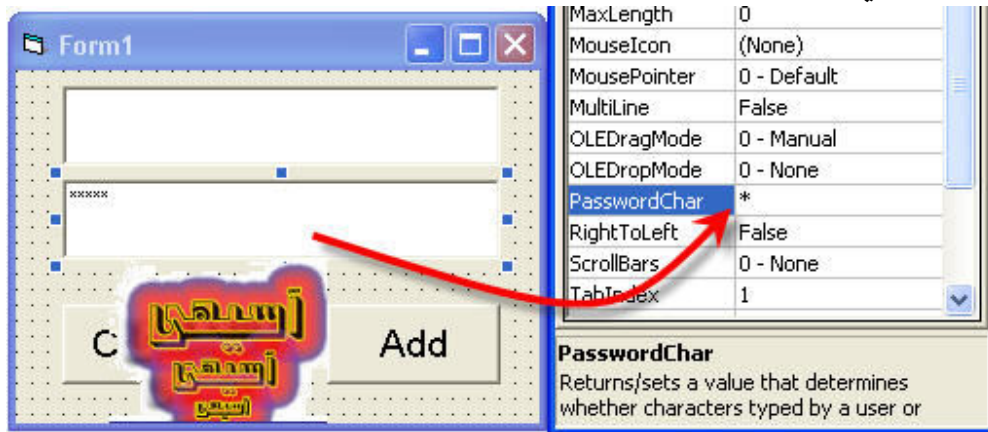 Form1
*****
C
Add
MaxLength 0
MouseIcon (None)
MousePointer 0 - Default
MultiLine False
OLEDragMode 0 - Manual
OLEDropMode 0 - None
PasswordChar *
RightToLeft False
ScrollBars 0 - None
TabIndex 1
PasswordChar
Returns/sets a value that determines
whether characters typed by a user or